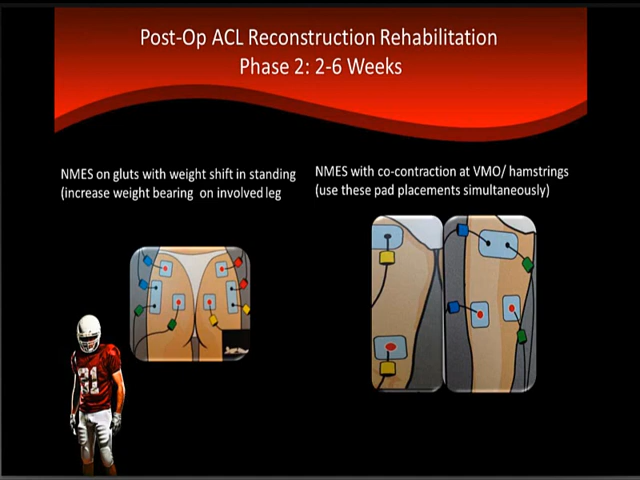 Post-Op ACL Reconstruction Rehabilitation
Phase 2: 2-6 Weeks
NMES on gluts with weight shift in standing
(increase weight bearing on involved leg
NMES with co-contraction at VMO/ hamstrings
(use these pad placements simultaneously)
21